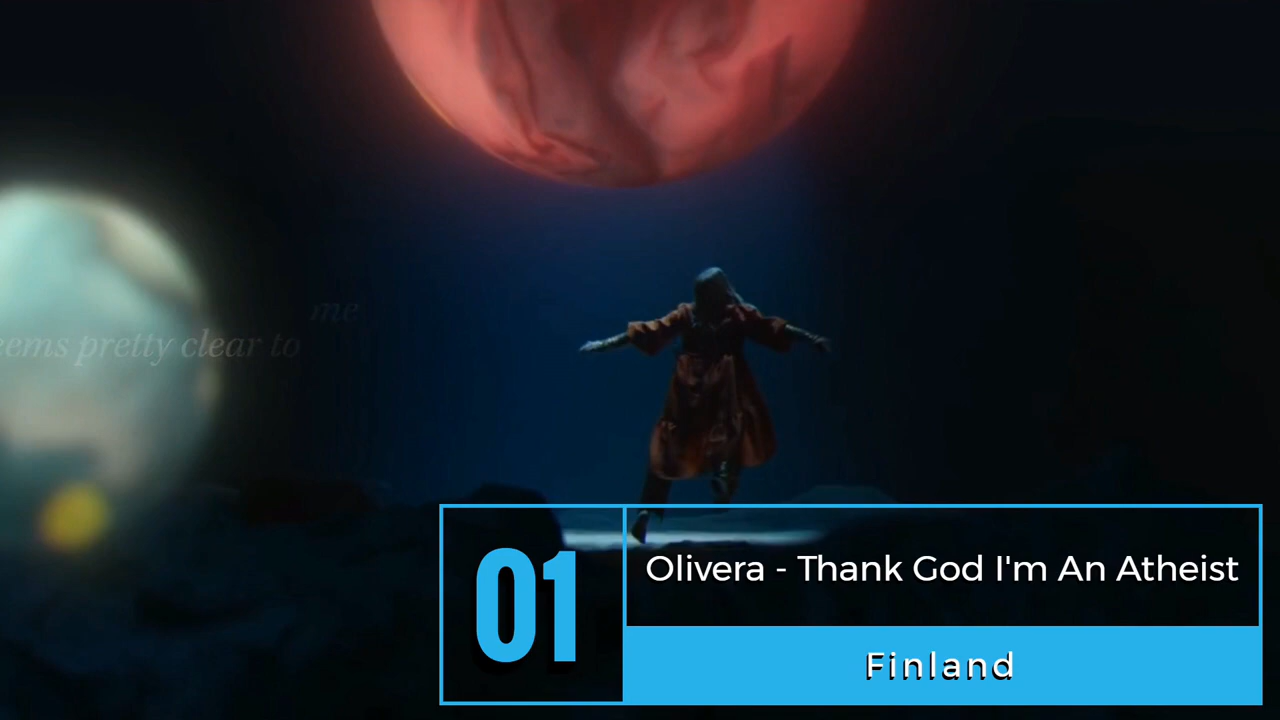 me
eems pretty clear to
01
Olivera - Thank God I'm An Atheist
Finland